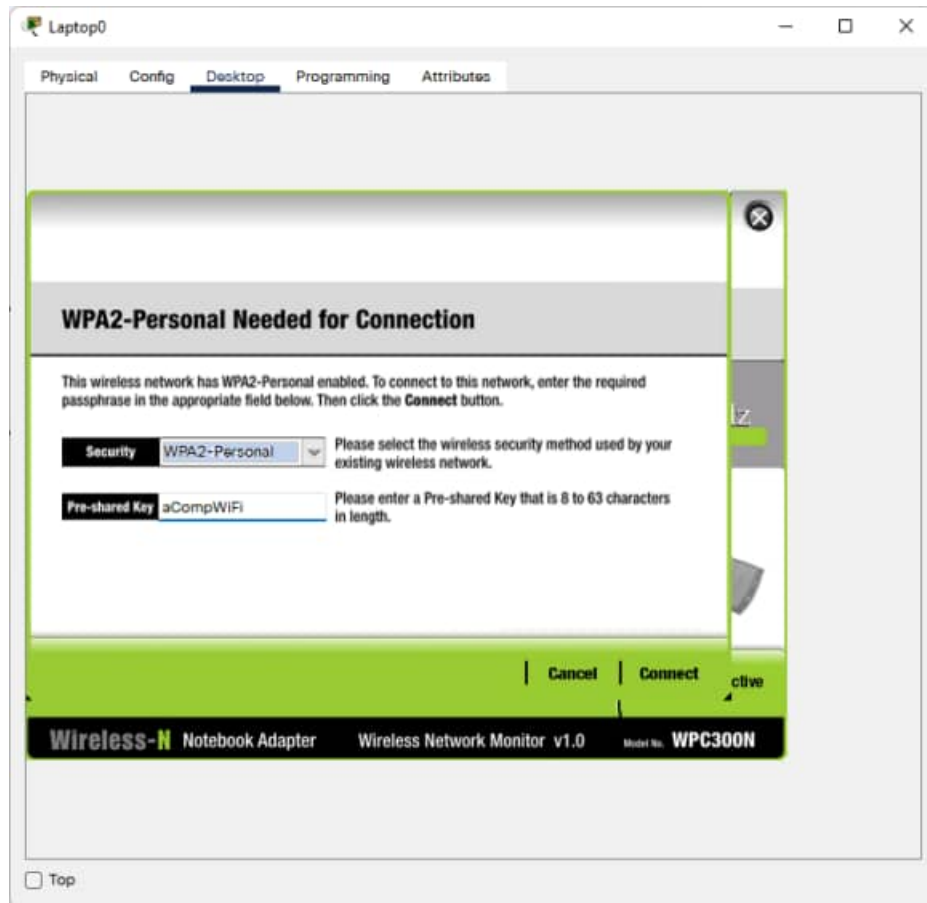 Laptop0
Physical Config Desktop Programming Attributes
WPA2-Personal Needed for Connection
This wireless network has WPA2-Personal enabled. To connect to this network, enter the required
passphrase in the appropriate field below. Then click the Connect button.
Security WPA2-Personal Please select the wireless security method used by your
existing wireless network.
Pre-shared Key aCompWiFi Please enter a Pre-shared Key that is 8 to 63 characters
in length.
Cancel Connect
Wireless-N Notebook Adapter Wireless Network Monitor v1.0 Model No. WPC300N
Top